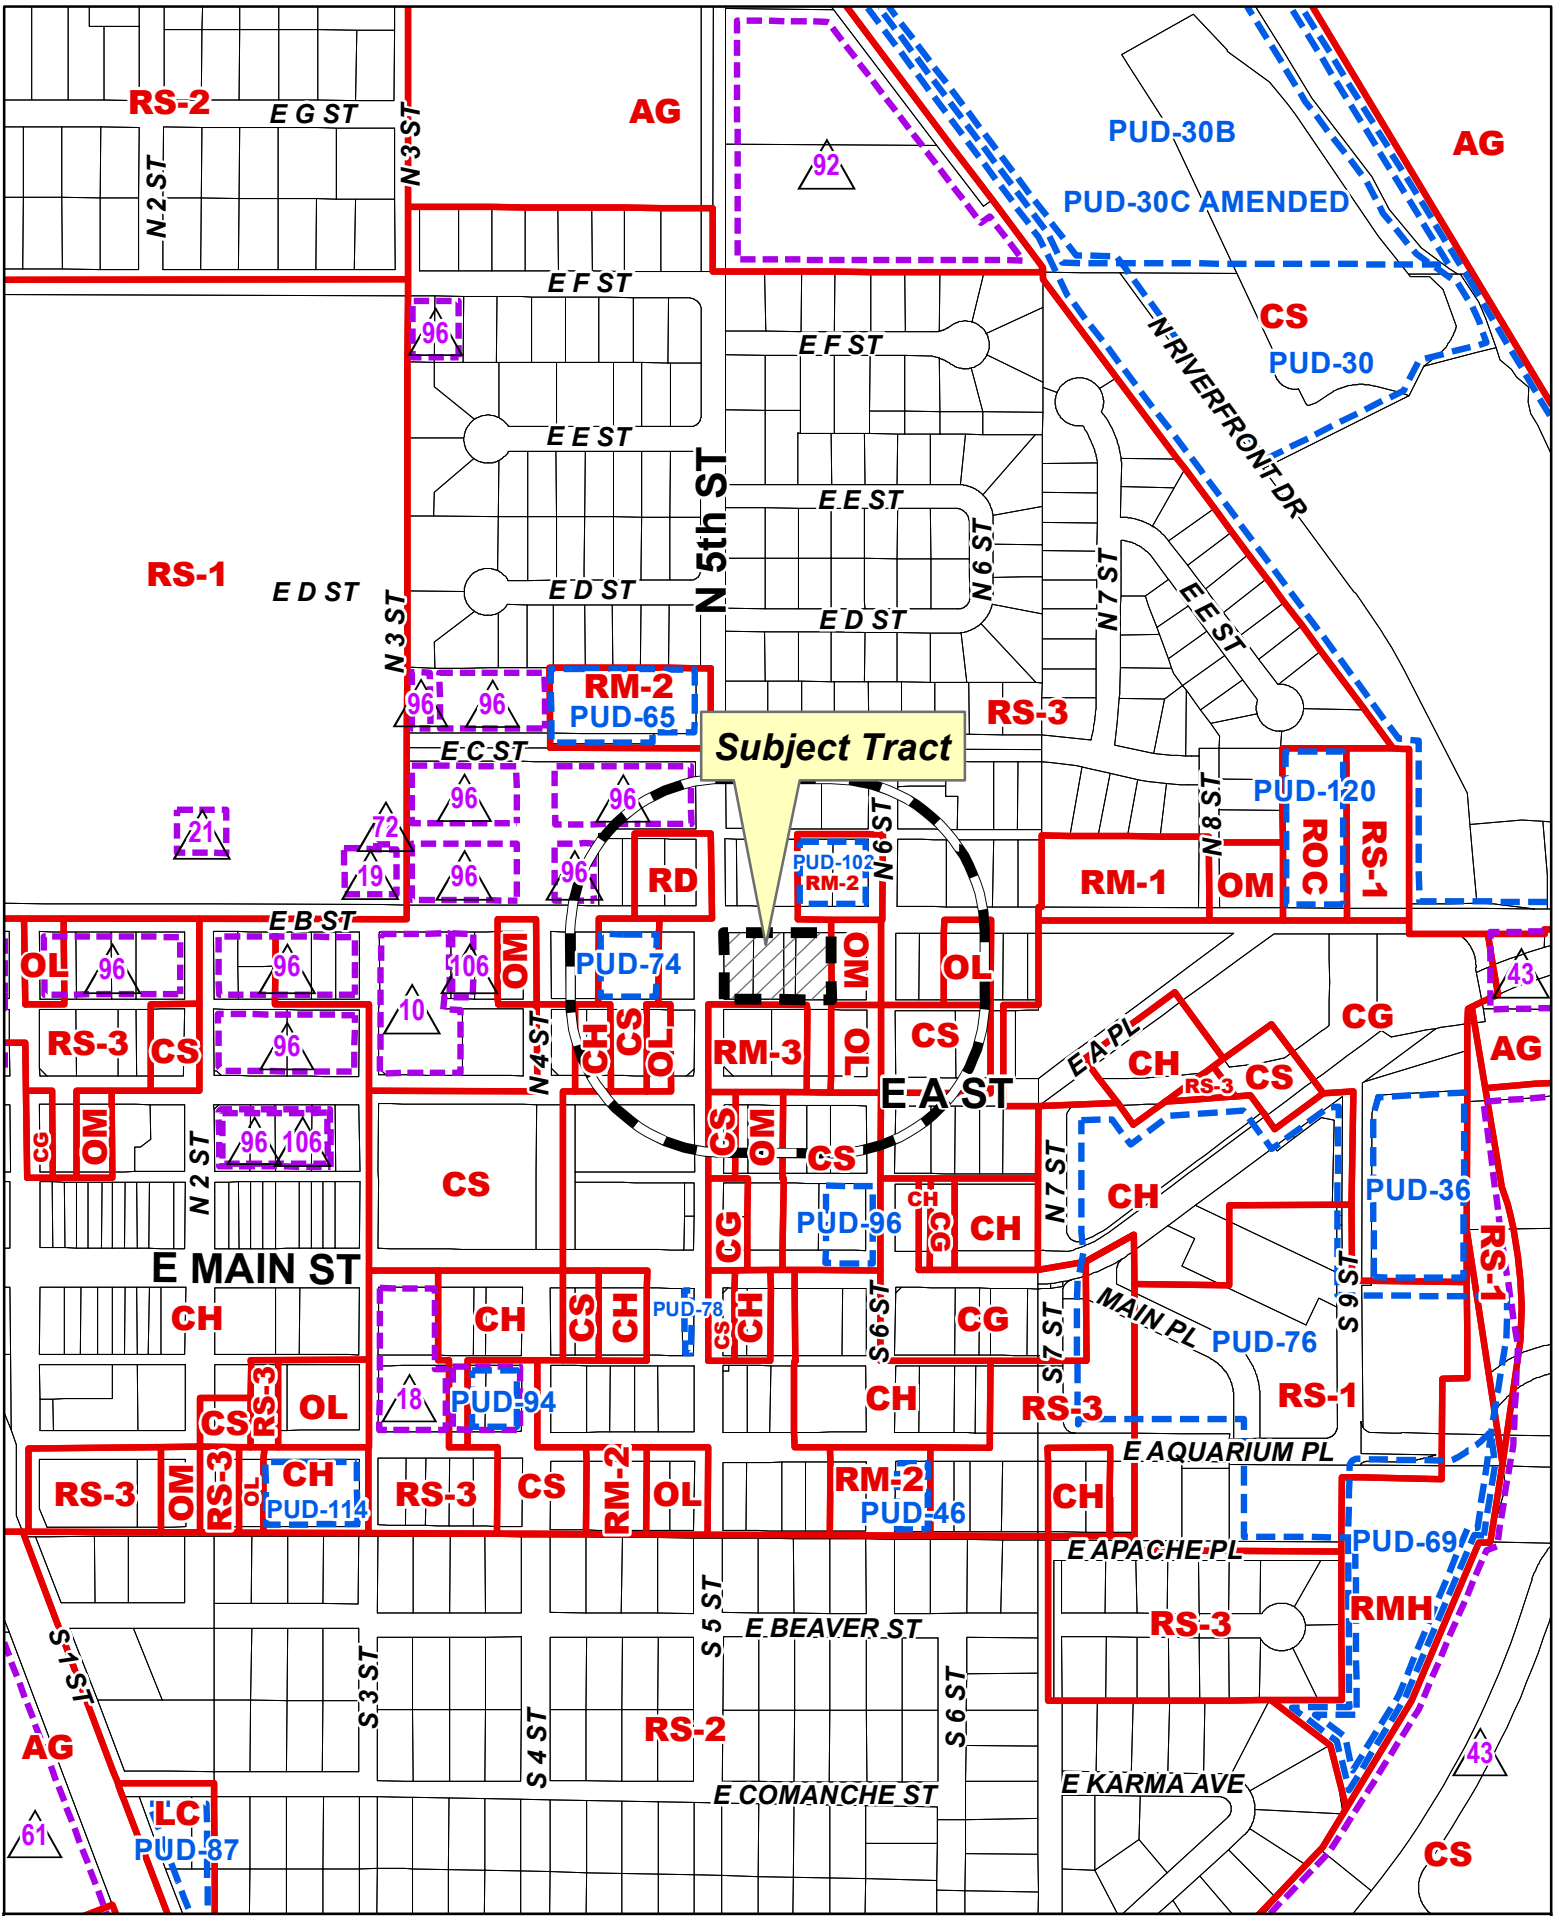 RS-2
E G ST
N 3 ST
N 2 ST
AG
92
PUD-30B
PUD-30C AMENDED
AG
E F ST
96
E F ST
CS
PUD-30
N RIVERFRONT DR
E E ST
E E ST
N 5th ST
N 6 ST
N 7 ST
E E ST
RS-1
E D ST
N 3 ST
E D ST
E D ST
96
96
RM-2
PUD-65
RS-3
E C ST
Subject Tract
96
96
N 6 ST
N 8 ST
PUD-120
ROC
RS-1
21
72
19
96
96
RD
PUD-102
RM-2
RM-1
OM
E B ST
OL
96
96
10
106
OM
PUD-74
OM
OL
43
RS-3
CS
96
N 4 ST
CH
CS
OL
RM-3
OL
CS
E A PL
CH
RS-3
CS
CG
AG
E A ST
CG
OM
96
106
N 2 ST
CS
CS
OM
CS
N 7 ST
CH
PUD-36
RS-1
CG
PUD-96
CH
CG
CH
E MAIN ST
CH
CH
CS
CH
PUD-78
CS
CH
S 6 ST
CG
S 7 ST
MAIN PL
PUD-76
S 9 ST
CS
RS-3
OL
18
PUD-94
CH
RS-3
RS-1
E AQUARIUM PL
RS-3
OM
RS-3
OL
CH
PUD-114
RS-3
CS
RM-2
OL
RM-2
PUD-46
CH
E APACHE PL
PUD-69
RMH
RS-3
S 1 ST
S 3 ST
S 5 ST
E BEAVER ST
S 4 ST
RS-2
S 6 ST
AG
61
LC
PUD-87
E COMANCHE ST
E KARMA AVE
43
CS